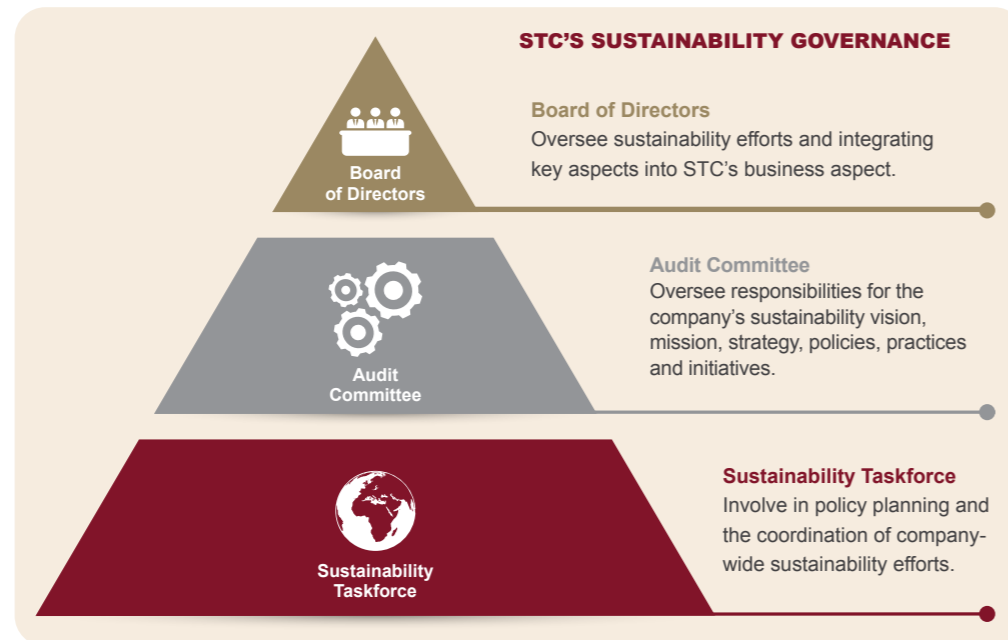 STC’S SUSTAINABILITY GOVERNANCE
Board
of Directors
Board of Directors
Oversee sustainability efforts and integrating
key aspects into STC’s business aspect.
Audit
Committee
Audit Committee
Oversee responsibilities for the
company’s sustainability vision,
mission, strategy, policies, practices
and initiatives.
Sustainability
Taskforce
Sustainability Taskforce
Involve in policy planning and
the coordination of company-
wide sustainability efforts.